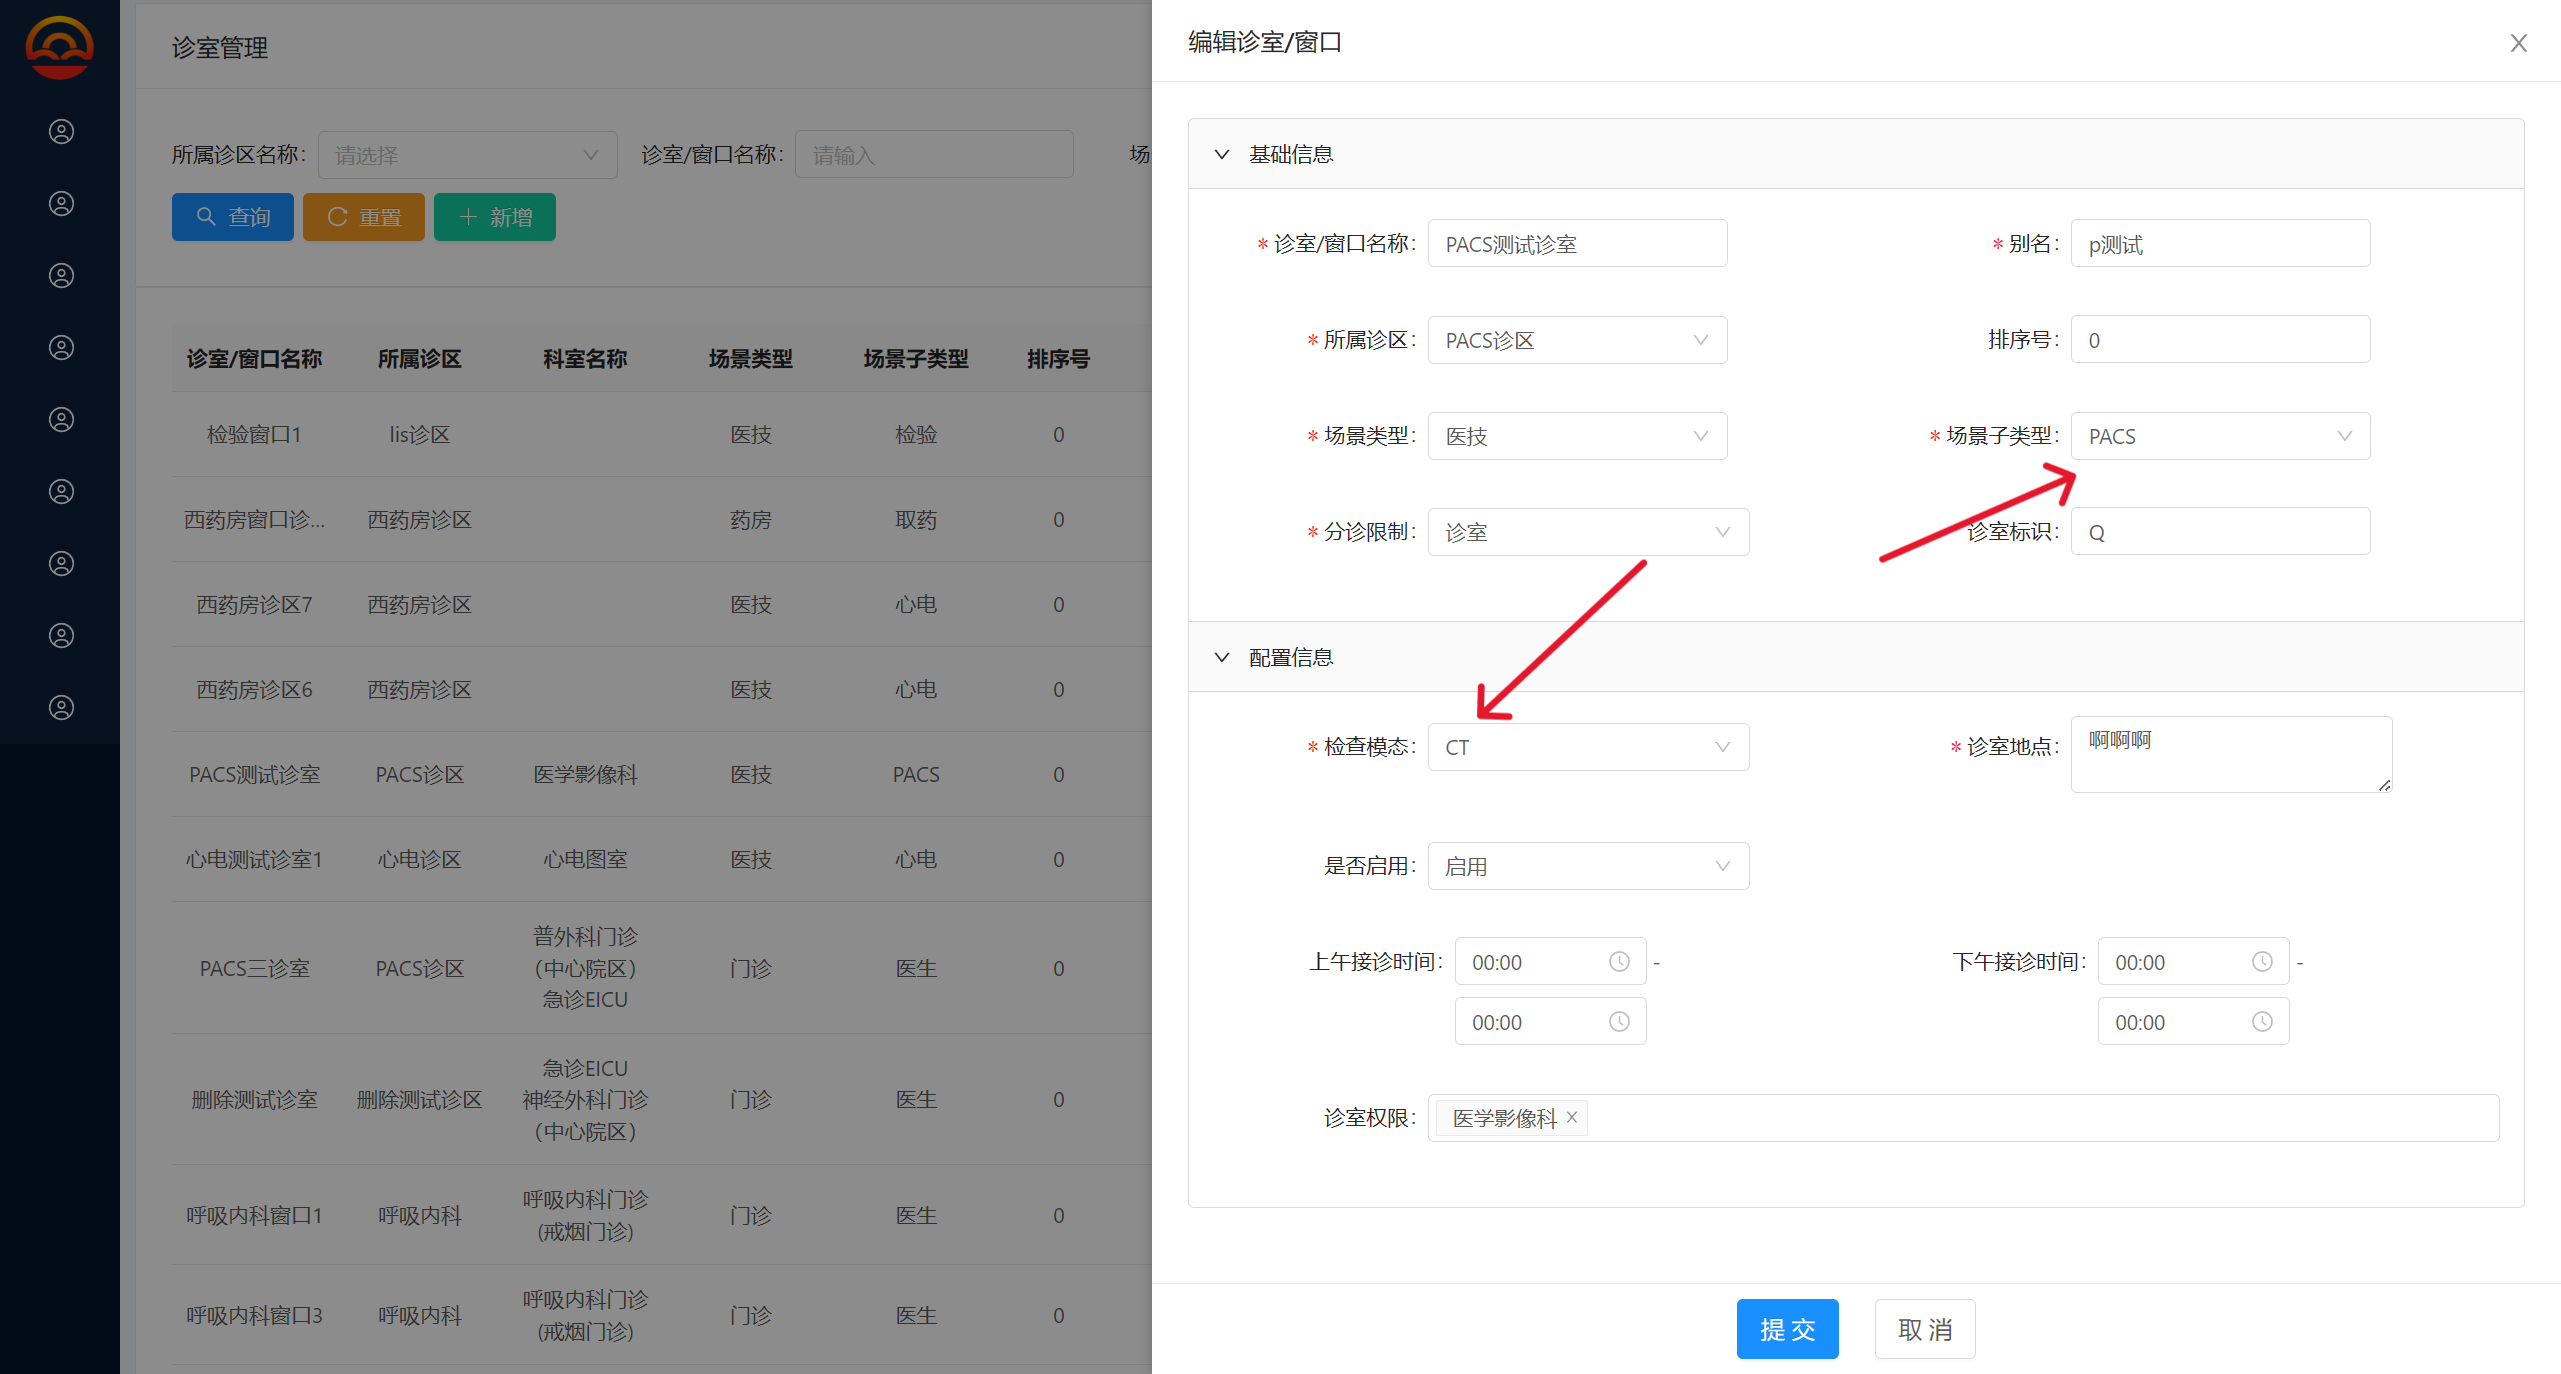 诊室管理
所属诊区名称: 请选择 诊室/窗口名称: 请输入 场
查询 重置 新增
诊室/窗口名称 所属诊区 科室名称 场景类型 场景子类型 排序号
检验窗口1 lis诊区 医技 检验 0
西药房窗口诊... 西药房诊区 药房 取药 0
西药房诊区7 西药房诊区 医技 心电 0
西药房诊区6 西药房诊区 医技 心电 0
PACS测试诊室 PACS诊区 医学影像科 医技 PACS 0
心电测试诊室1 心电诊区 心电图室 医技 心电 0
普外科门诊
PACS三诊室 PACS诊区 （中心院区） 门诊 医生 0
急诊EICU
急诊EICU
删除测试诊室 删除测试诊区 神经外科门诊 门诊 医生 0
（中心院区）
呼吸内科门诊
呼吸内科窗口1 呼吸内科 门诊 医生 0
(戒烟门诊)
呼吸内科门诊
呼吸内科窗口3 呼吸内科 门诊 医生 0
(戒烟门诊)
编辑诊室/窗口
基础信息
* 诊室/窗口名称: PACS测试诊室 * 别名: p测试
* 所属诊区: PACS诊区 排序号: 0
* 场景类型: 医技 * 场景子类型: PACS
* 分诊限制: 诊室 诊室标识: Q
配置信息
* 检查模态: CT * 诊室地点: 啊啊啊
是否启用: 启用
上午接诊时间: 00:00 - 下午接诊时间: 00:00 -
00:00 00:00
诊室权限: 医学影像科
提 交 取 消